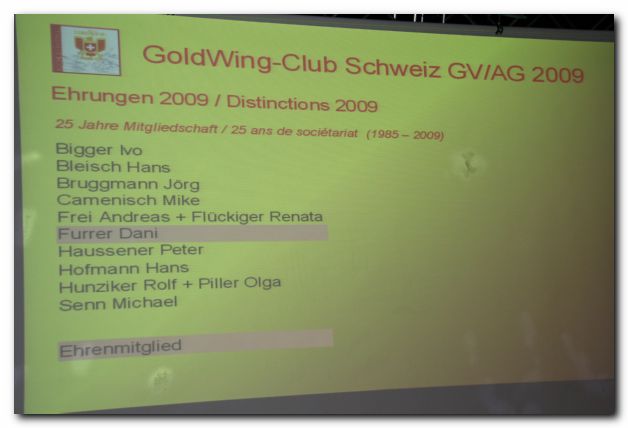 GoldWing-Club Schweiz GV/AG 2009
Ehrungen 2009 / Distinctions 2009
25 Jahre Mitgliedschaft / 25 ans de sociétariat (1985 – 2009)
Bigger Ivo
Bleisch Hans
Bruggmann Jörg
Camenisch Mike
Frei Andreas + Flückiger Renata
Furrer Dani
Haussener Peter
Hofmann Hans
Hunziker Rolf + Piller Olga
Senn Michael
Ehrenmitglied